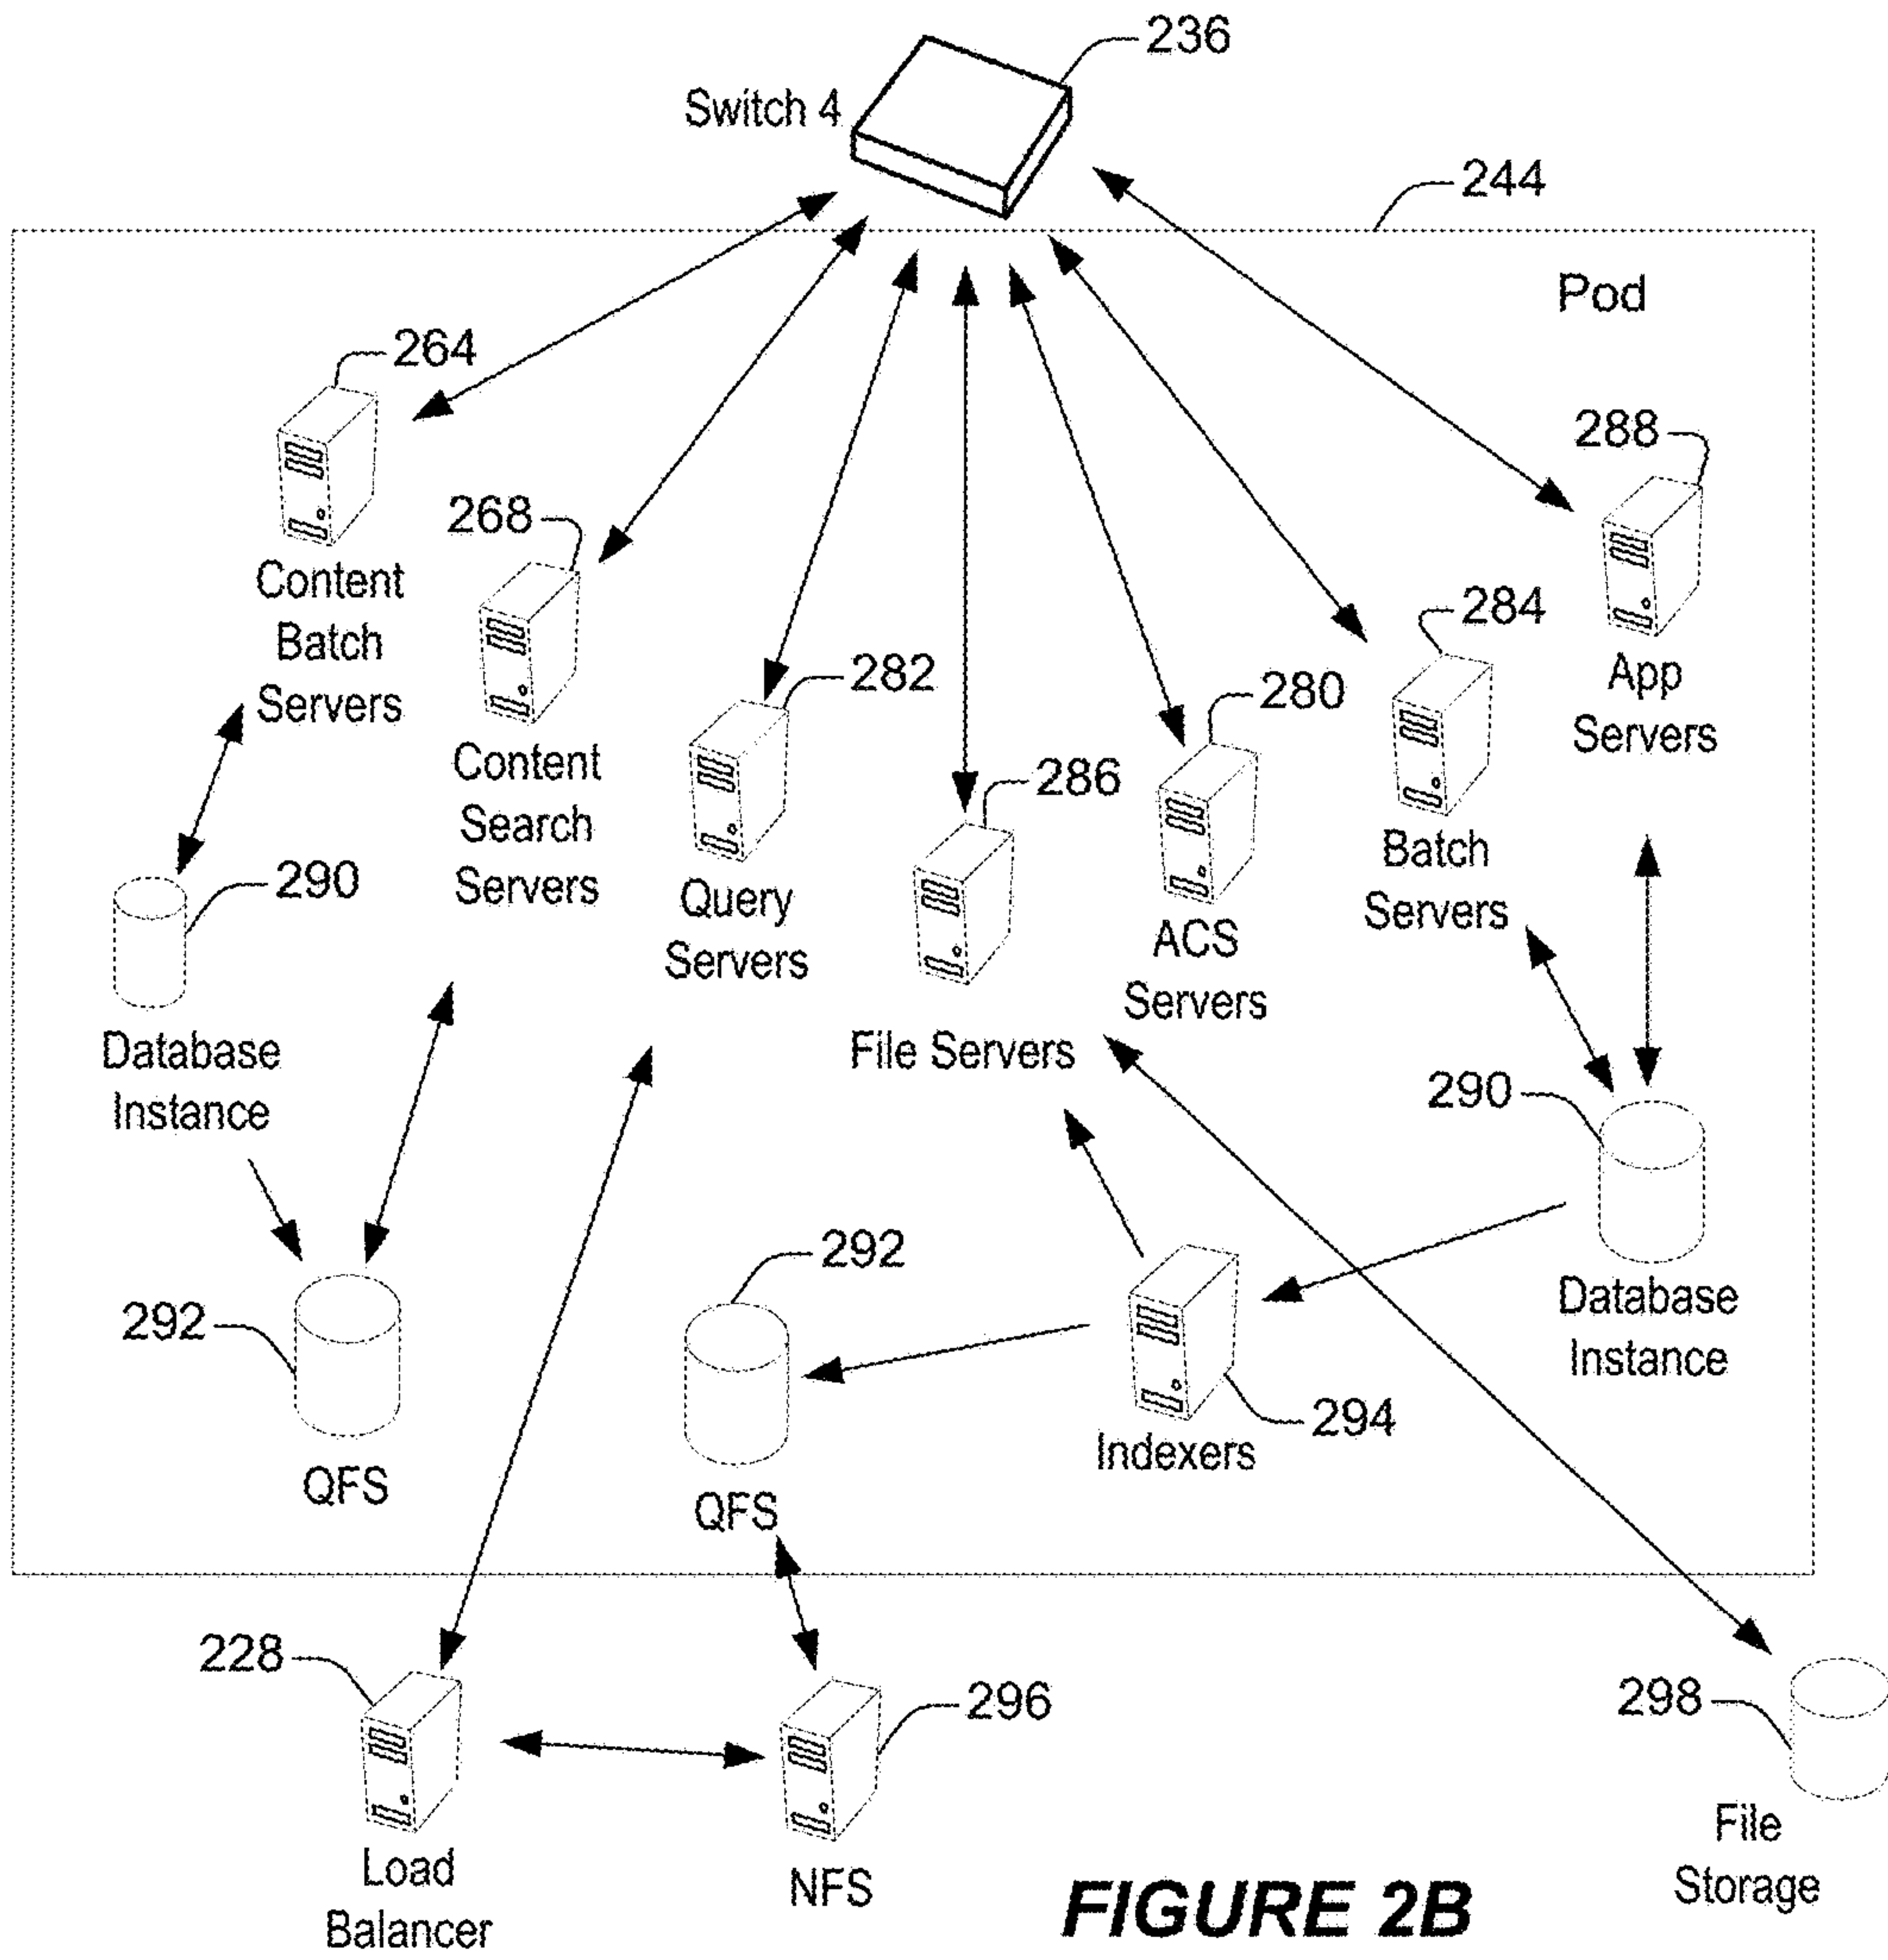 236
Switch 4
244
Pod
264
Content
Batch
Servers
268
Content
Search
Servers
282
Query
Servers
286
File Servers
280
ACS
Servers
284
Batch
Servers
288
App
Servers
290
Database
Instance
290
Database
Instance
292
QFS
292
QFS
294
Indexers
228
Load
Balancer
296
NFS
298
File
Storage
FIGURE 2B